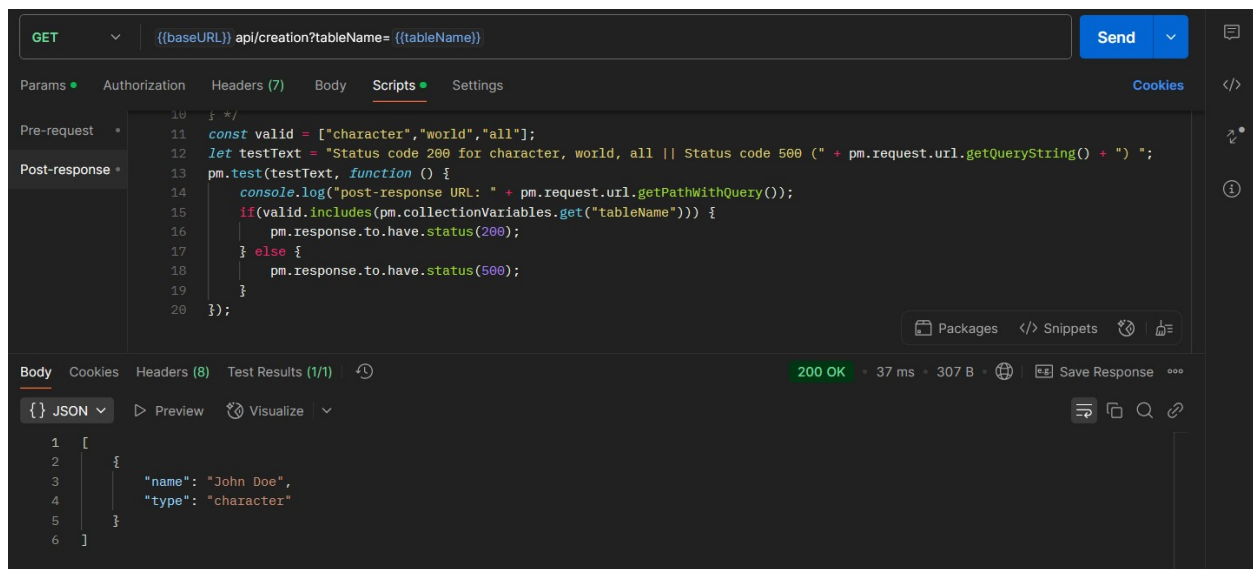 GET {{baseURL}} api/creation?tableName= {{tableName}} Send
Params Authorization Headers (7) Body Scripts Settings Cookies
Pre-request
Post-response
10 } */
11 const valid = ["character","world","all"];
12 let testText = "Status code 200 for character, world, all || Status code 500 (" + pm.request.url.getQueryString() + ") ";
13 pm.test(testText, function () {
14 console.log("post-response URL: " + pm.request.url.getPathWithQuery());
15 if(valid.includes(pm.collectionVariables.get("tableName"))) {
16 pm.response.to.have.status(200);
17 } else {
18 pm.response.to.have.status(500);
19 }
20 });
Packages </> Snippets
Body Cookies Headers (8) Test Results (1/1) 200 OK 37 ms 307 B e.g. Save Response
{} JSON Preview Visualize
1 [
2 {
3 "name": "John Doe",
4 "type": "character"
5 }
6 ]